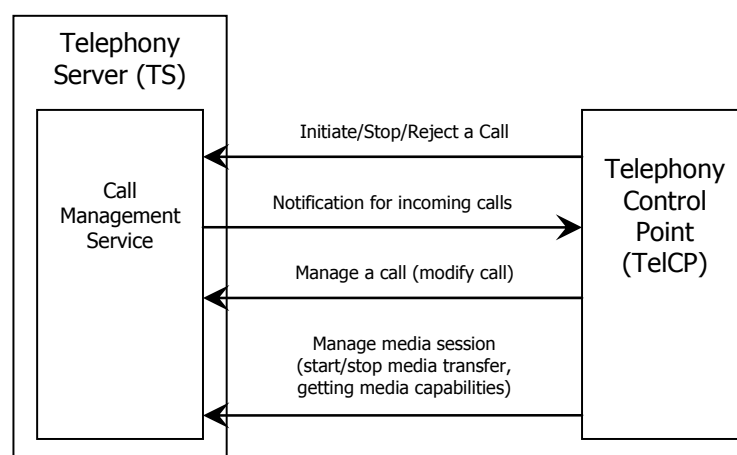 Telephony
Server (TS)
Call
Management
Service
Initiate/Stop/Reject a Call
Notification for incoming calls
Manage a call (modify call)
Manage media session
(start/stop media transfer,
getting media capabilities)
Telephony
Control
Point
(TelCP)